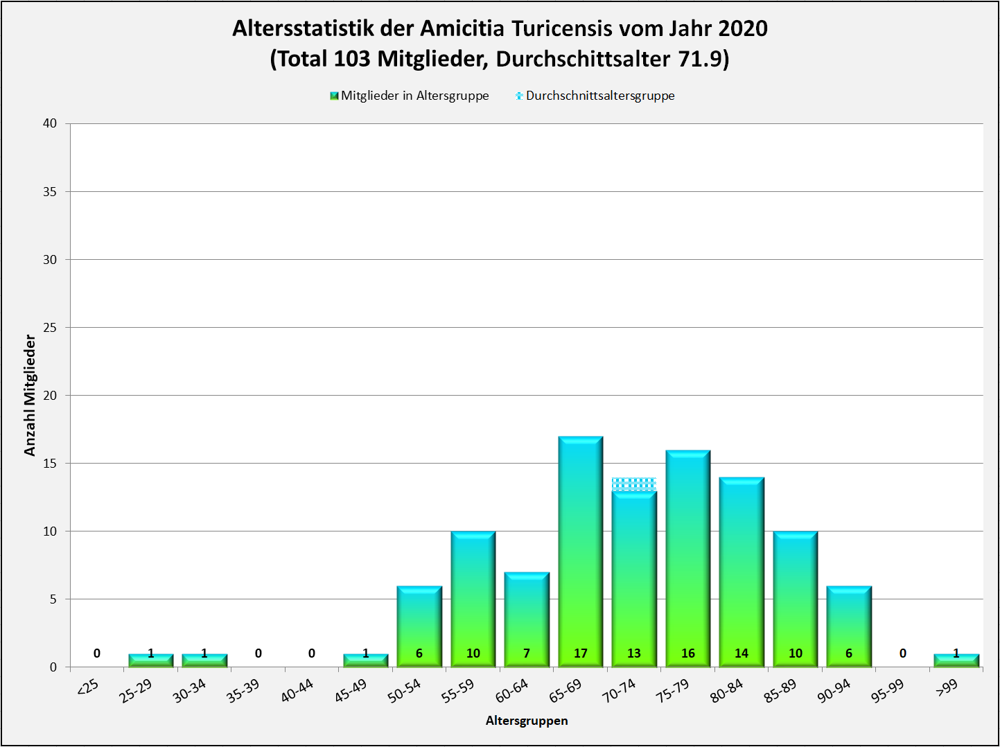 Altersstatistik der Amicitia Turicensis vom Jahr 2020
(Total 103 Mitglieder, Durchschittsalter 71.9)
Mitglieder in Altersgruppe Durchschnittsaltersgruppe
40
35
30
25
20
15
10
5
0
Anzahl Mitglieder
0 1 1 0 0 1 6 10 7 17 13 16 14 10 6 0 1
<25 25-29 30-34 35-39 40-44 45-49 50-54 55-59 60-64 65-69 70-74 75-79 80-84 85-89 90-94 95-99 >99
Altersgruppen